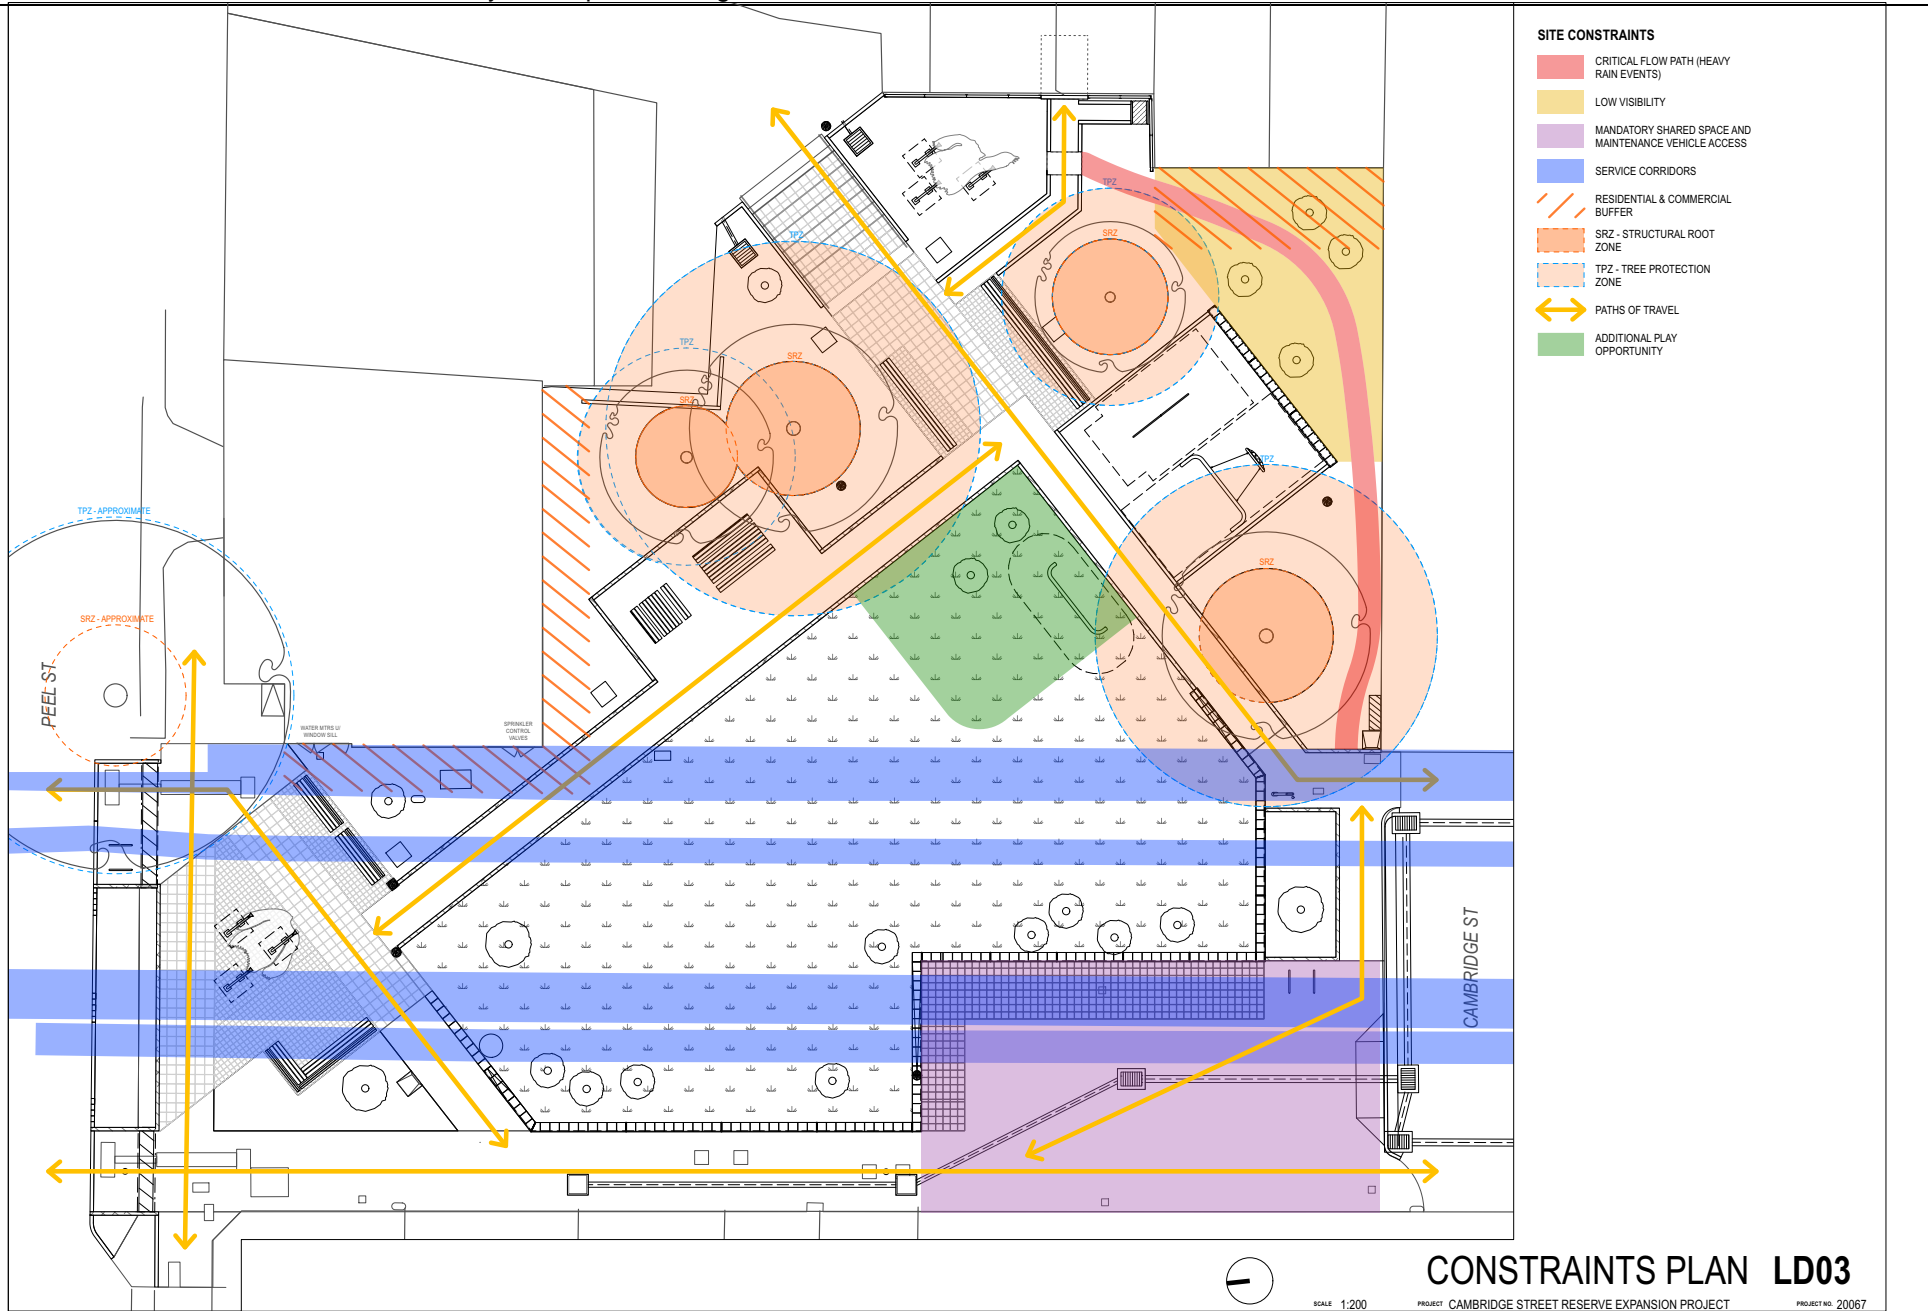 SITE CONSTRAINTS
CRITICAL FLOW PATH (HEAVY
RAIN EVENTS)
LOW VISIBILITY
MANDATORY SHARED SPACE AND
MAINTENANCE VEHICLE ACCESS
SERVICE CORRIDORS
RESIDENTIAL & COMMERCIAL
BUFFER
SRZ - STRUCTURAL ROOT
ZONE
TPZ - TREE PROTECTION
ZONE
PATHS OF TRAVEL
ADDITIONAL PLAY
OPPORTUNITY
TPZ
SRZ
TPZ
SRZ
TPZ
SRZ
TPZ
SRZ
TPZ - APPROXIMATE
SRZ - APPROXIMATE
PEEL ST
WATER MTRS U/
WINDOW SILL
SPRINKLER
CONTROL
VALVES
CAMBRIDGE ST
CONSTRAINTS PLAN LD03
SCALE 1:200
PROJECT CAMBRIDGE STREET RESERVE EXPANSION PROJECT
PROJECT NO. 20067